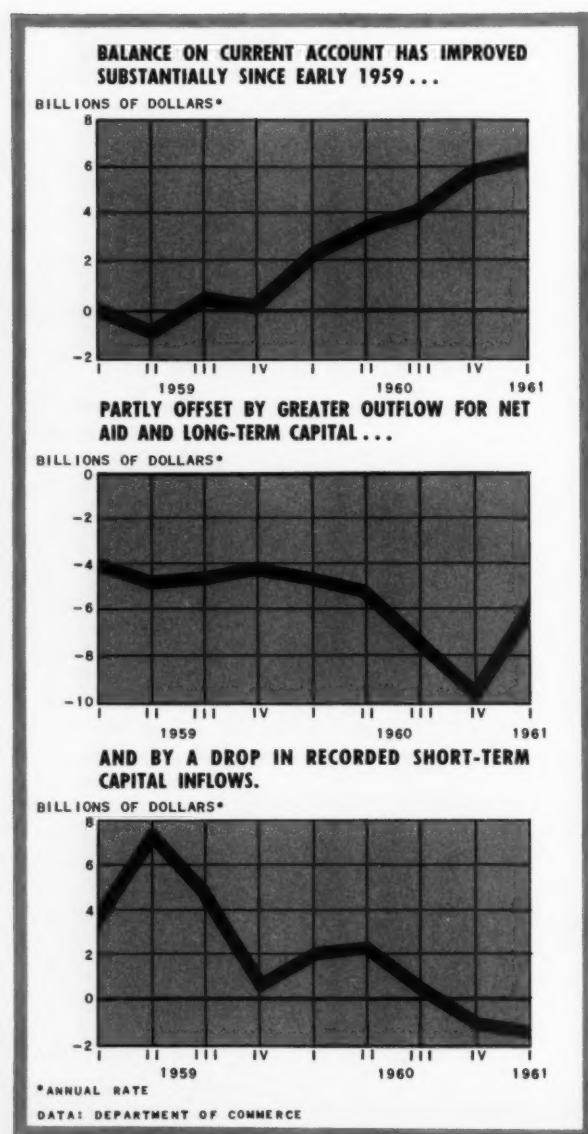 BALANCE ON CURRENT ACCOUNT HAS IMPROVED
SUBSTANTIALLY SINCE EARLY 1959...
BILLIONS OF DOLLARS*
8
6
4
2
0
-2
I II III IV I II III IV I
1959 1960 1961
PARTLY OFFSET BY GREATER OUTFLOW FOR NET
AID AND LONG-TERM CAPITAL...
BILLIONS OF DOLLARS*
0
-2
-4
-6
-8
-10
I II III IV I II III IV I
1959 1960 1961
AND BY A DROP IN RECORDED SHORT-TERM
CAPITAL INFLOWS.
BILLIONS OF DOLLARS*
8
6
4
2
0
-2
I II III IV I II III IV I
1959 1960 1961
*ANNUAL RATE
DATA: DEPARTMENT OF COMMERCE